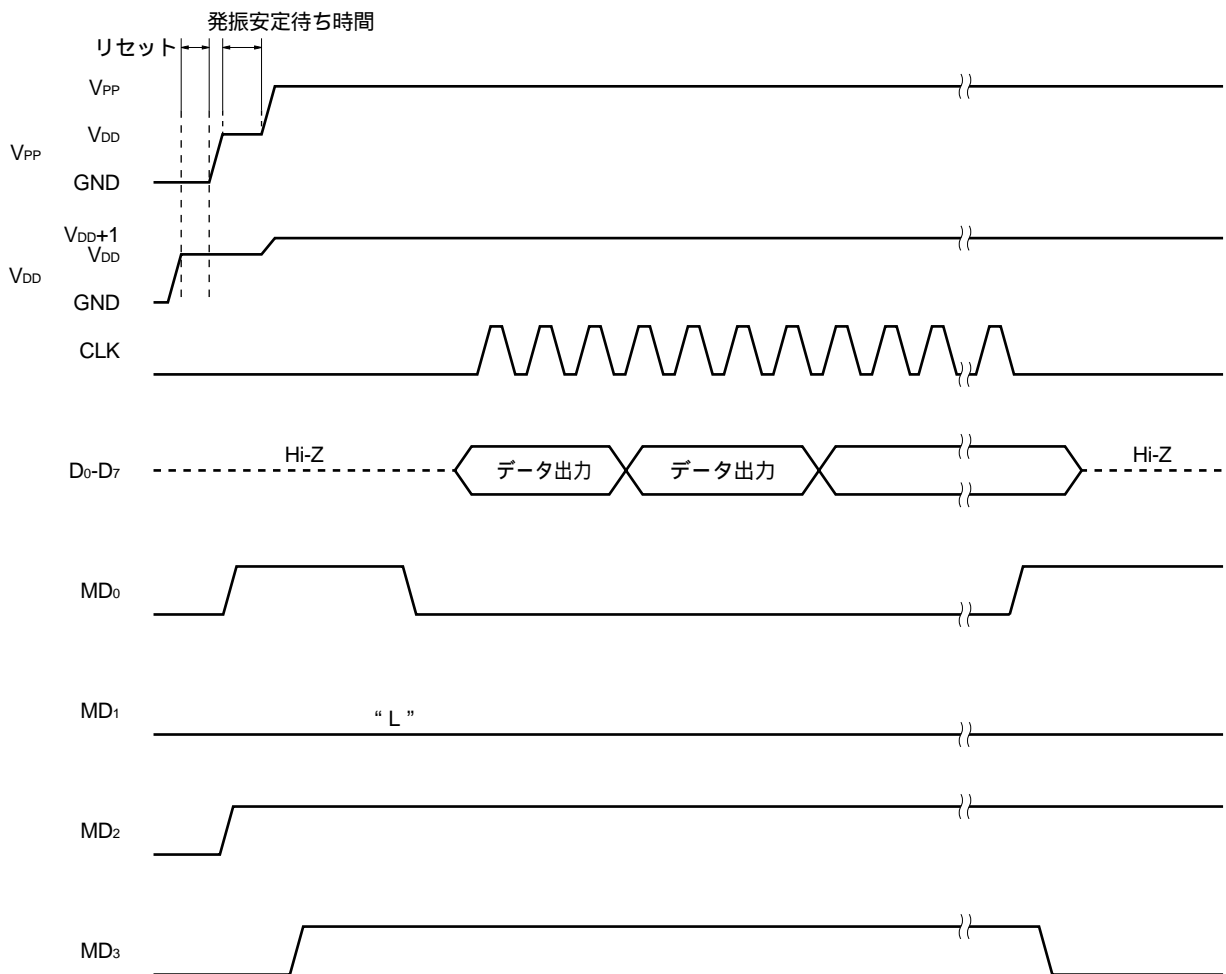 発振安定待ち時間
リセット
VPP
VDD
VPP
GND
VDD+1
VDD
VDD
GND
CLK
Hi-Z
データ出力
データ出力
Hi-Z
D0-D7
MD0
MD1
“ L ”
MD2
MD3